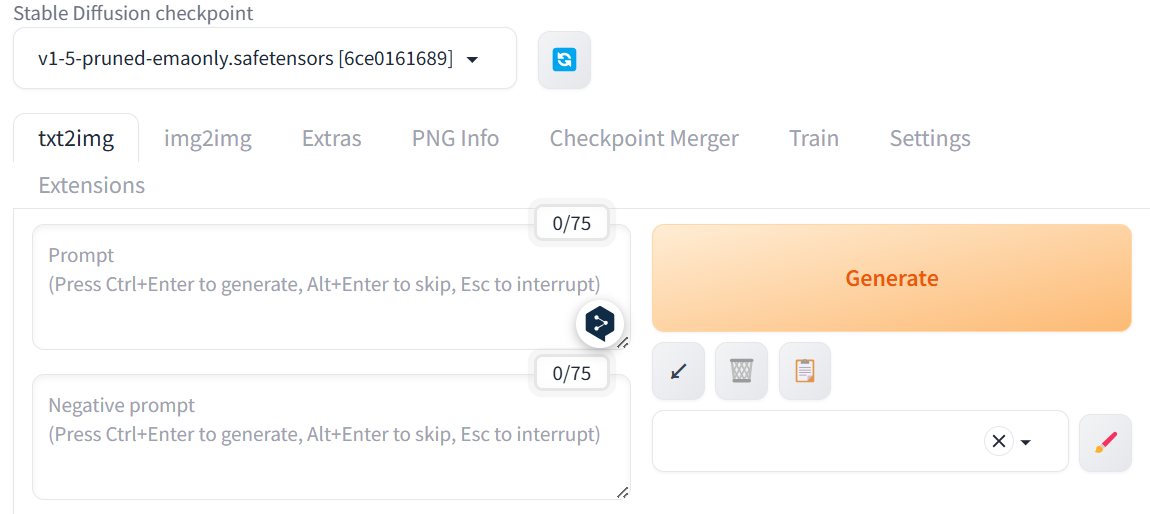 Stable Diffusion checkpoint
v1-5-pruned-emaonly.safetensors [6ce0161689]
txt2img img2img Extras PNG Info Checkpoint Merger Train Settings
Extensions
0/75
Prompt
(Press Ctrl+Enter to generate, Alt+Enter to skip, Esc to interrupt)
Generate
0/75
Negative prompt
(Press Ctrl+Enter to generate, Alt+Enter to skip, Esc to interrupt)